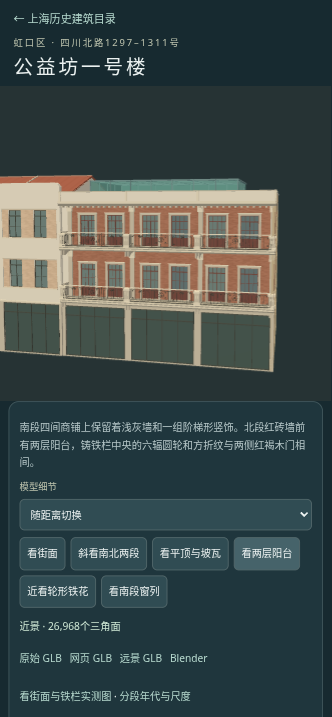 ← 上海历史建筑目录
虹口区 · 四川北路1297–1311号
公益坊一号楼
南段四间商铺上保留着浅灰墙和一组阶梯形竖饰。北段红砖墙前
有两层阳台，铸铁栏中央的六辐圆轮和方折纹与两侧红褐木门相
间。
模型细节
随距离切换
看街面 斜看南北两段 看平顶与坡瓦 看两层阳台
近看轮形铁花 看南段窗列
近景 · 26,968个三角面
原始 GLB 网页 GLB 远景 GLB Blender
看街面与铁栏实测图 · 分段年代与尺度